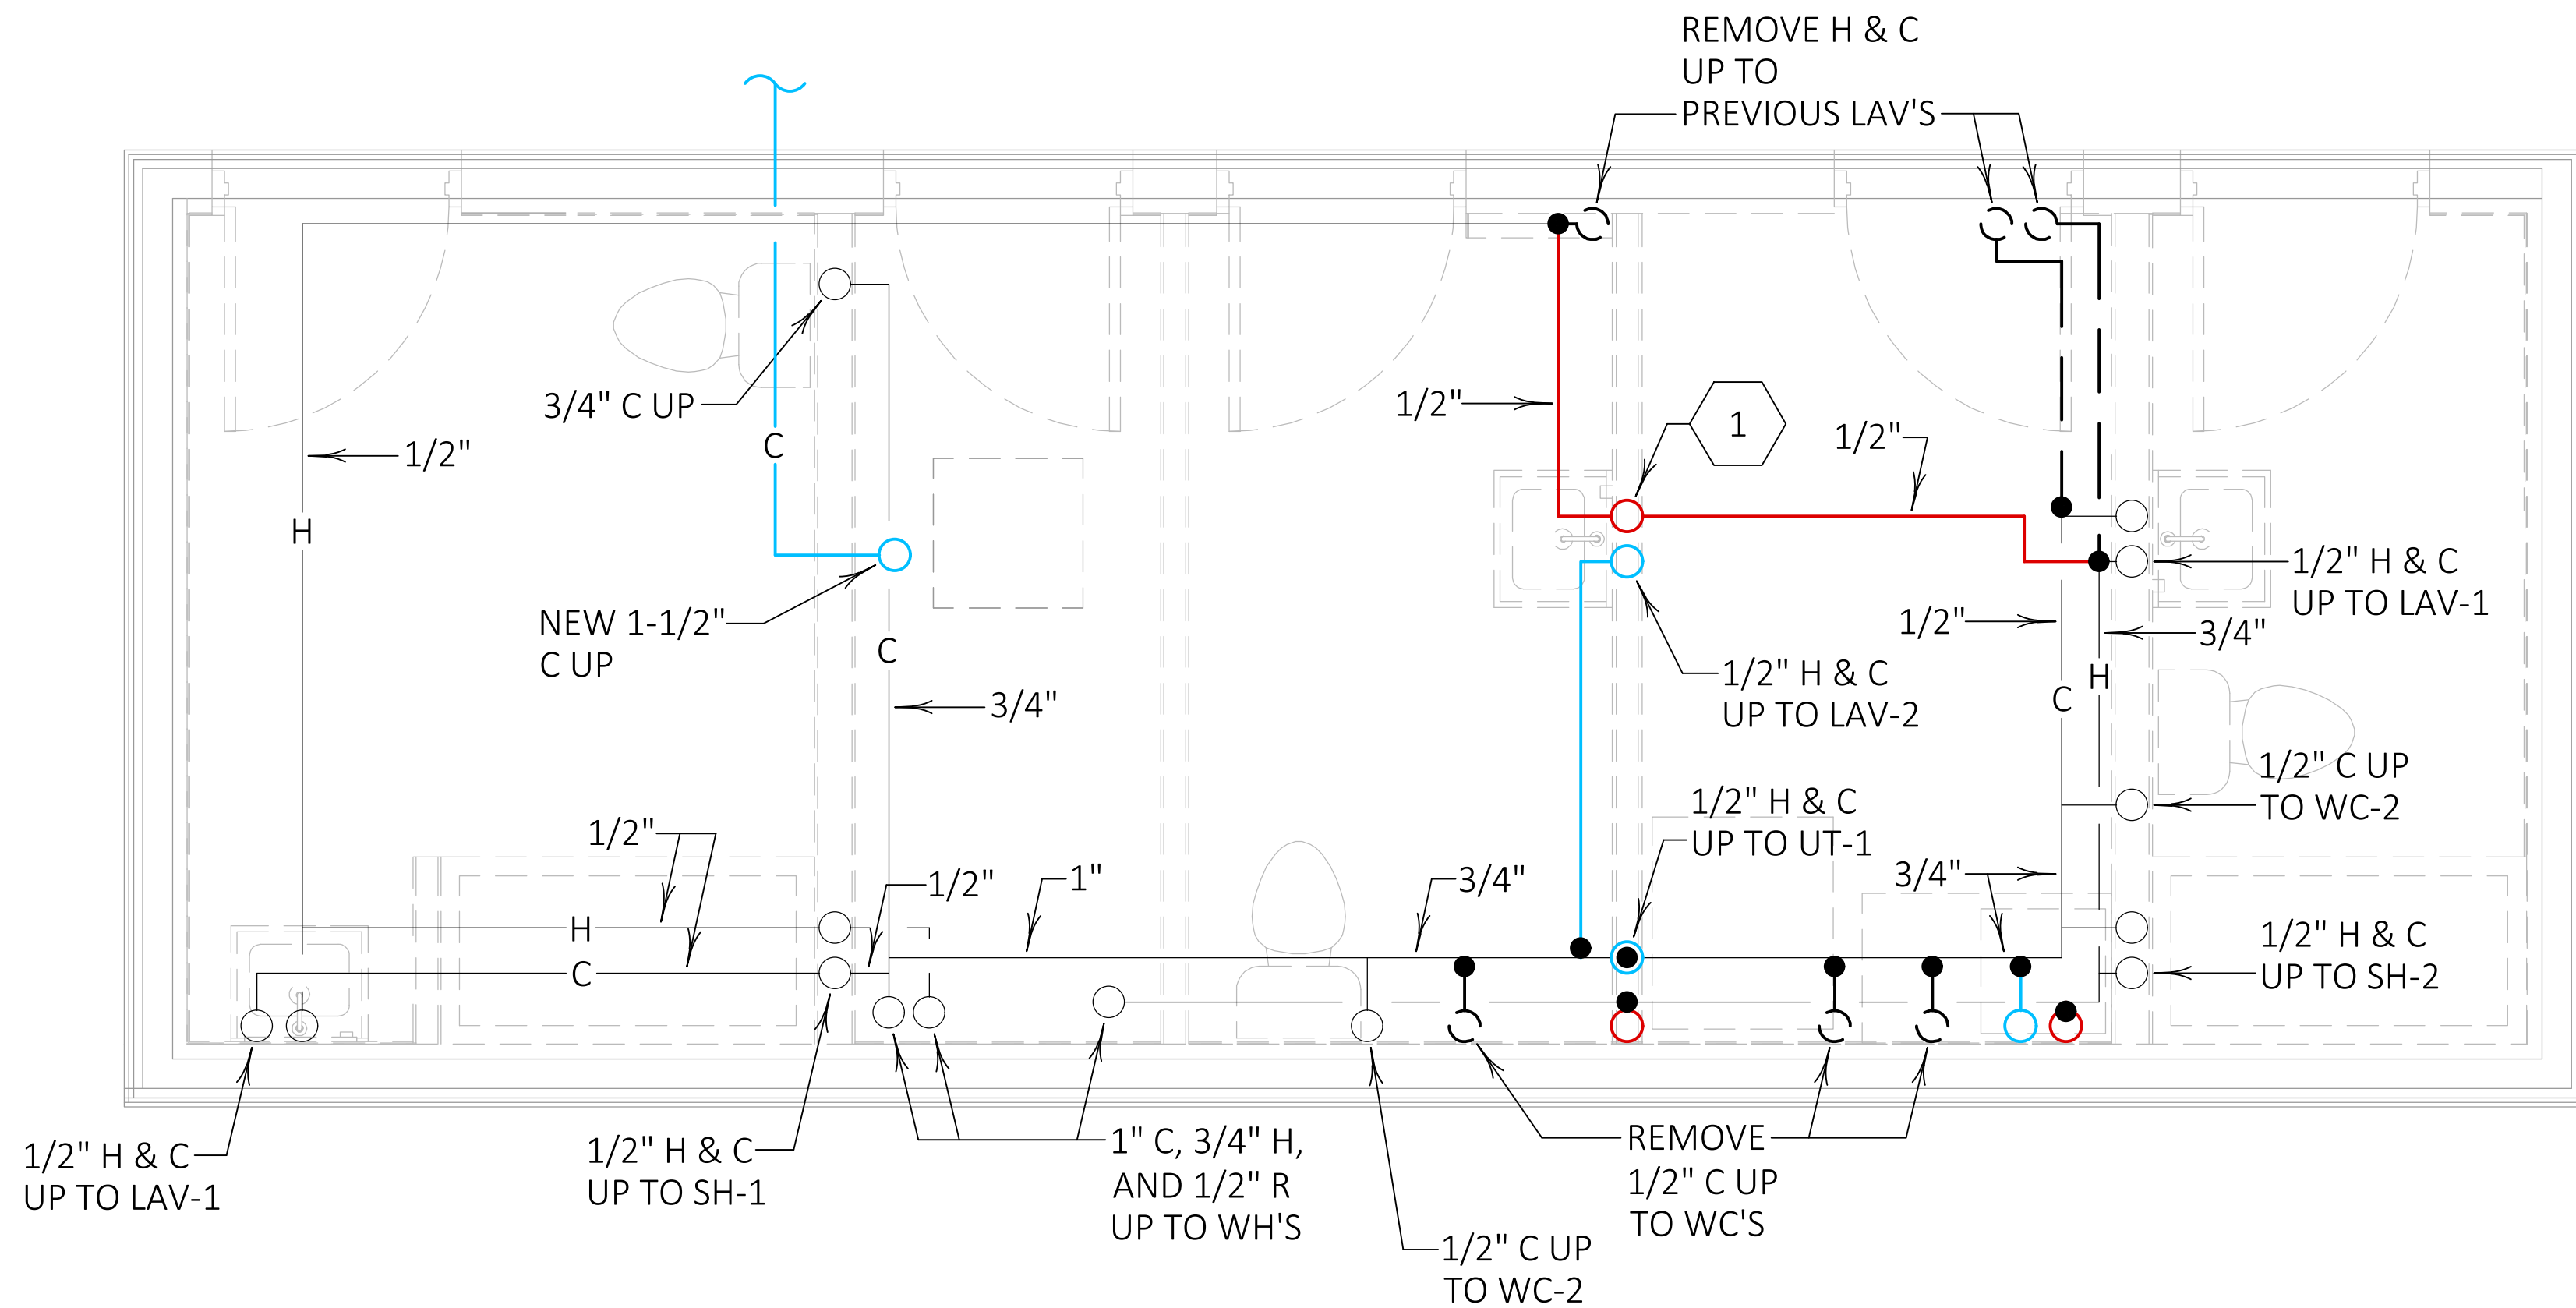 REMOVE H & C
UP TO
PREVIOUS LAV'S
3/4" C UP
1/2"
C
H
1/2"
1
1/2"
NEW 1-1/2"
C UP
C
3/4"
1/2" H & C
UP TO LAV-2
1/2" H & C
UP TO LAV-1
1/2"
3/4"
H
C
1/2" C UP
TO WC-2
1/2" H & C
UP TO UT-1
1/2"
1/2"
1"
3/4"
3/4"
H
C
1/2" H & C
UP TO SH-2
1/2" H & C
UP TO LAV-1
1/2" H & C
UP TO SH-1
1" C, 3/4" H,
AND 1/2" R
UP TO WH'S
REMOVE
1/2" C UP
TO WC'S
1/2" C UP
TO WC-2